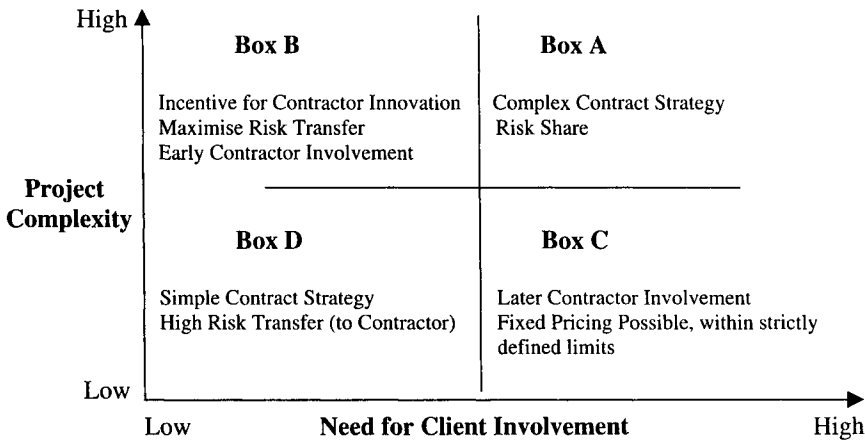 High
Box B
Box A
Incentive for Contractor Innovation
Maximise Risk Transfer
Early Contractor Involvement
Complex Contract Strategy
Risk Share
Project
Complexity
Box D
Box C
Simple Contract Strategy
High Risk Transfer (to Contractor)
Later Contractor Involvement
Fixed Pricing Possible, within strictly
defined limits
Low
Low
Need for Client Involvement
High